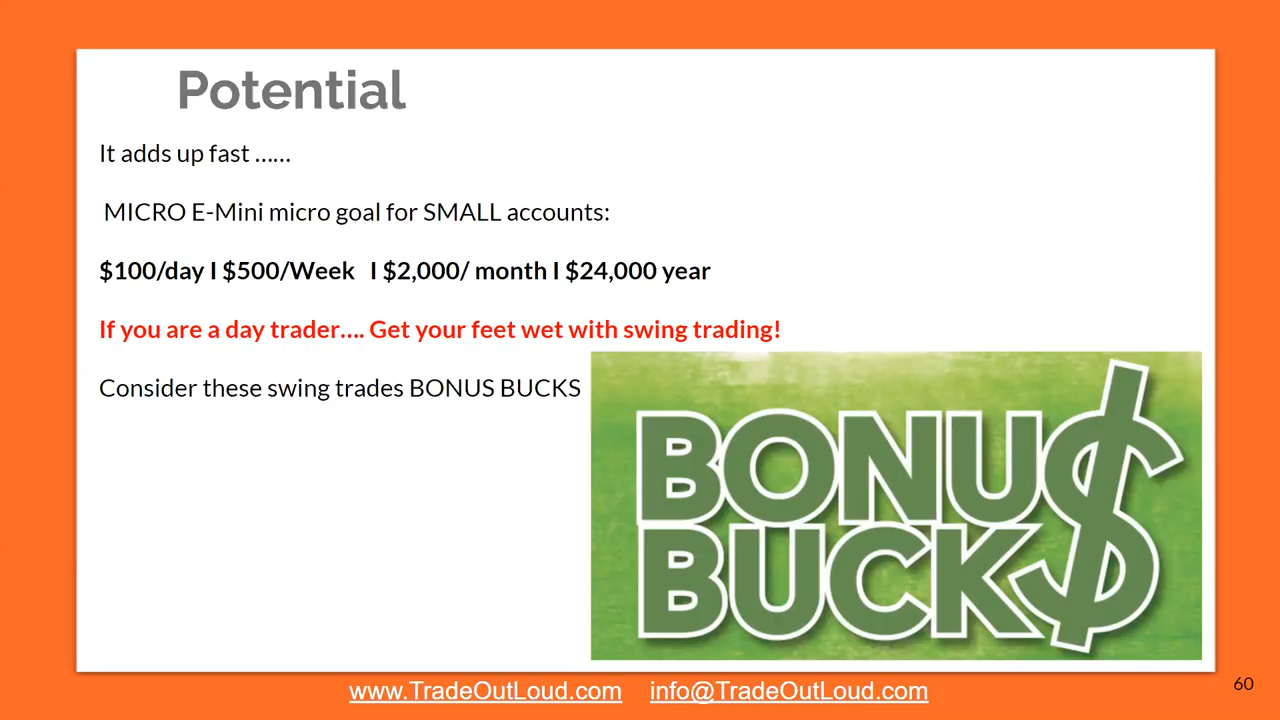 Potential
It adds up fast ……
MICRO E-Mini micro goal for SMALL accounts:
$100/day I $500/Week I $2,000/ month I $24,000 year
If you are a day trader…. Get your feet wet with swing trading!
Consider these swing trades BONUS BUCKS
BONU$
BUCK$
www.TradeOutLoud.com info@TradeOutLoud.com
60